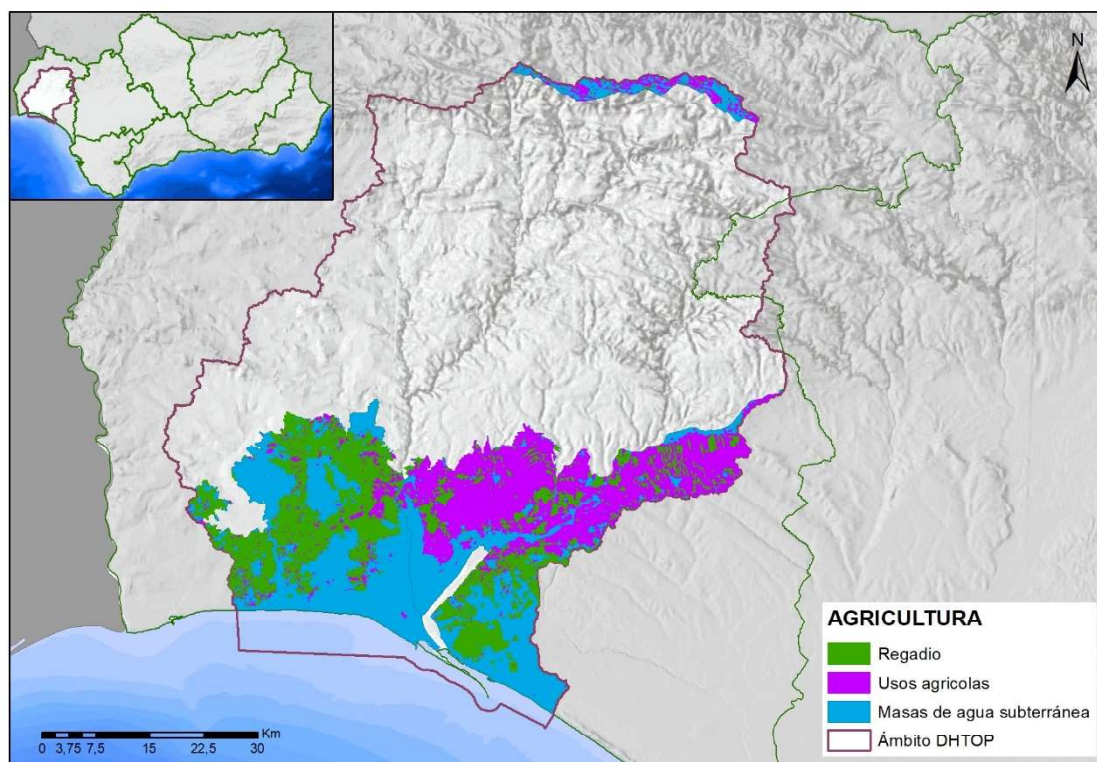 N
Km
0 3,75 7,5 15 22,5 30
AGRICULTURA
Regadio
Usos agricolas
Masas de agua subterránea
Ámbito DHTOP